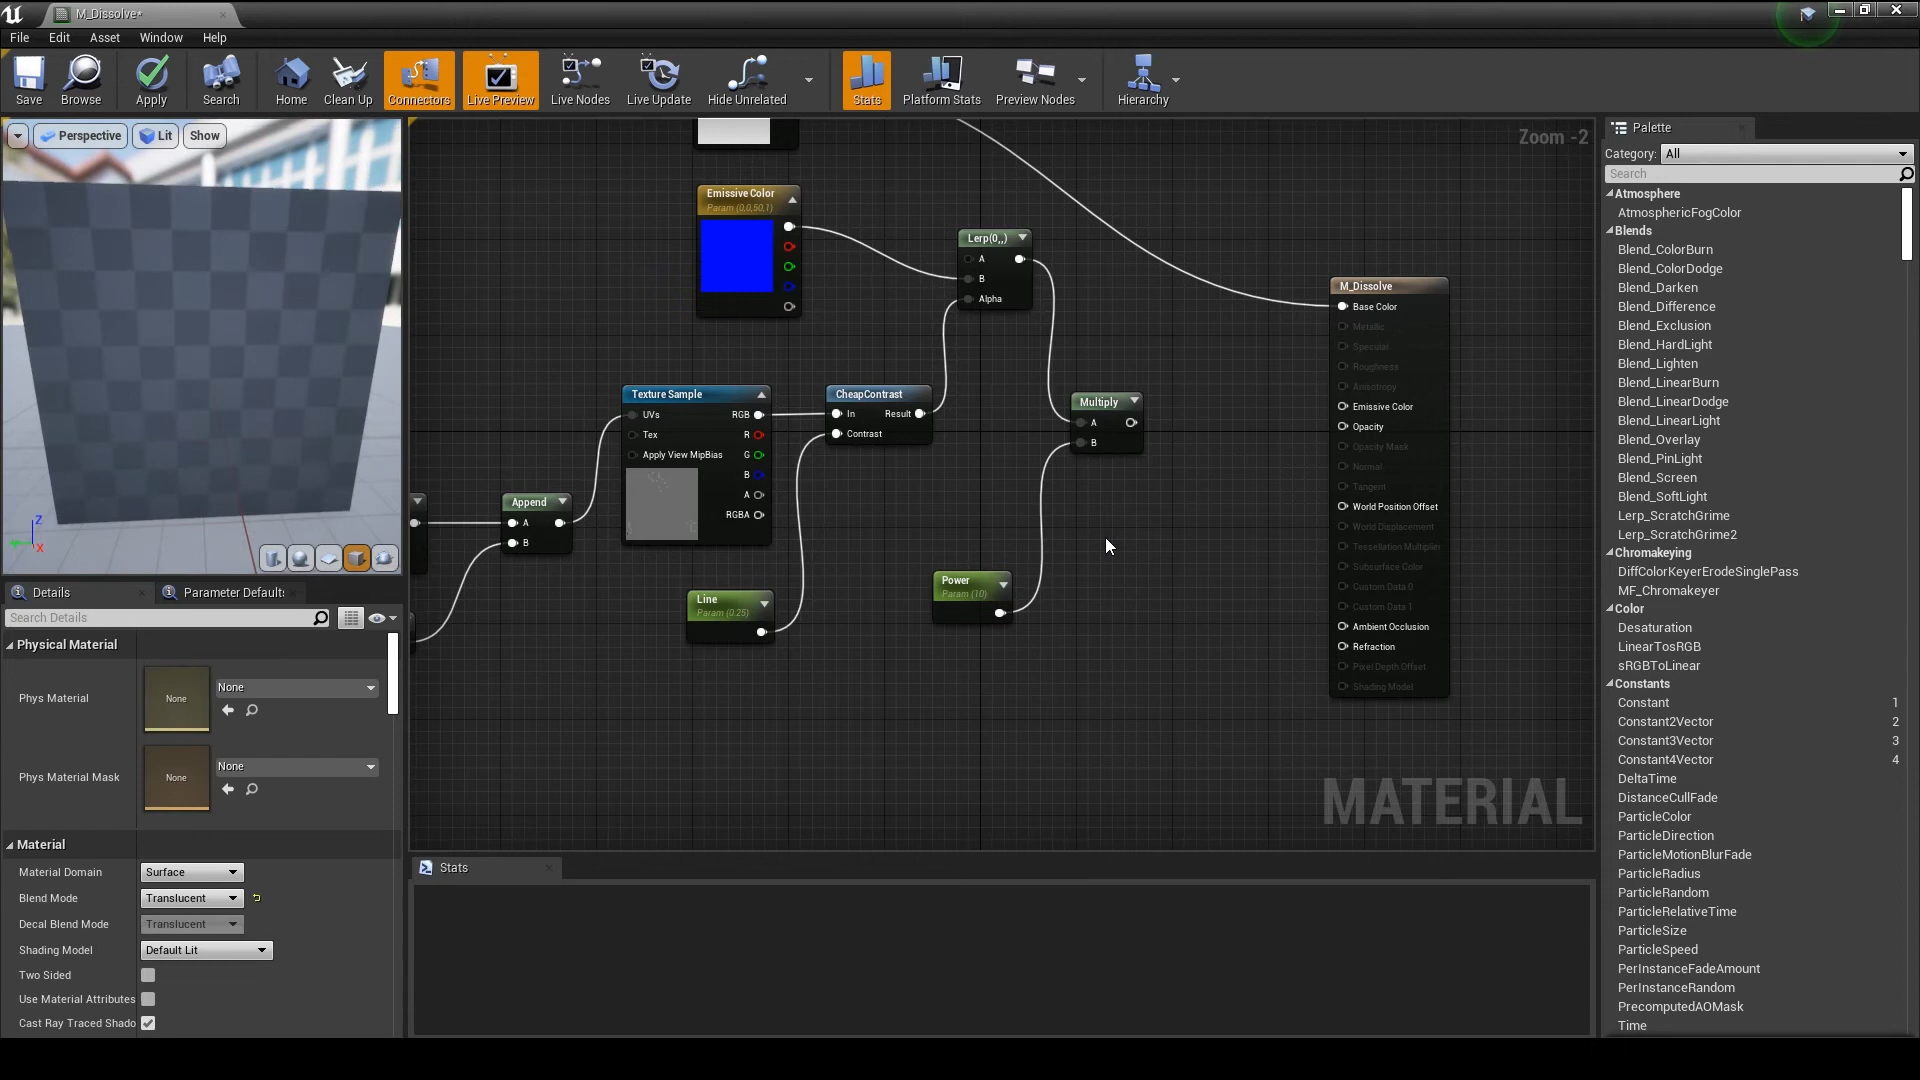 M_Dissolve*
File Edit Asset Window Help
Save Browse Apply Search Home Clean Up Connectors Live Preview Live Nodes Live Update Hide Unrelated Stats Platform Stats Preview Nodes Hierarchy
Perspective Lit Show
Z
X
Zoom -2
Emissive Color
Param (0,0,50,1)
Lerp(0,,)
A
B
Alpha
Texture Sample
UVs RGB
Tex R
Apply View MipBias G
B
A
RGBA
CheapContrast
In Result
Contrast
Multiply
A
B
Append
A
B
Line
Param (0.25)
Power
Param (10)
M_Dissolve
Base Color
Metallic
Specular
Roughness
Anisotropy
Emissive Color
Opacity
Opacity Mask
Normal
Tangent
World Position Offset
World Displacement
Tessellation Multiplier
Subsurface Color
Custom Data 0
Custom Data 1
Ambient Occlusion
Refraction
Pixel Depth Offset
Shading Model
MATERIAL
Details
Parameter Defaults
Search Details
Physical Material
Phys Material None None
Phys Material Mask None None
Material
Material Domain Surface
Blend Mode Translucent
Decal Blend Mode Translucent
Shading Model Default Lit
Two Sided
Use Material Attributes
Cast Ray Traced Shado
Stats
Palette
Category: All
Search
Atmosphere
AtmosphericFogColor
Blends
Blend_ColorBurn
Blend_ColorDodge
Blend_Darken
Blend_Difference
Blend_Exclusion
Blend_HardLight
Blend_Lighten
Blend_LinearBurn
Blend_LinearDodge
Blend_LinearLight
Blend_Overlay
Blend_PinLight
Blend_Screen
Blend_SoftLight
Lerp_ScratchGrime
Lerp_ScratchGrime2
Chromakeying
DiffColorKeyerErodeSinglePass
MF_Chromakeyer
Color
Desaturation
LinearTosRGB
sRGBToLinear
Constants
Constant 1
Constant2Vector 2
Constant3Vector 3
Constant4Vector 4
DeltaTime
DistanceCullFade
ParticleColor
ParticleDirection
ParticleMotionBlurFade
ParticleRadius
ParticleRandom
ParticleRelativeTime
ParticleSize
ParticleSpeed
PerInstanceFadeAmount
PerInstanceRandom
PrecomputedAOMask
Time